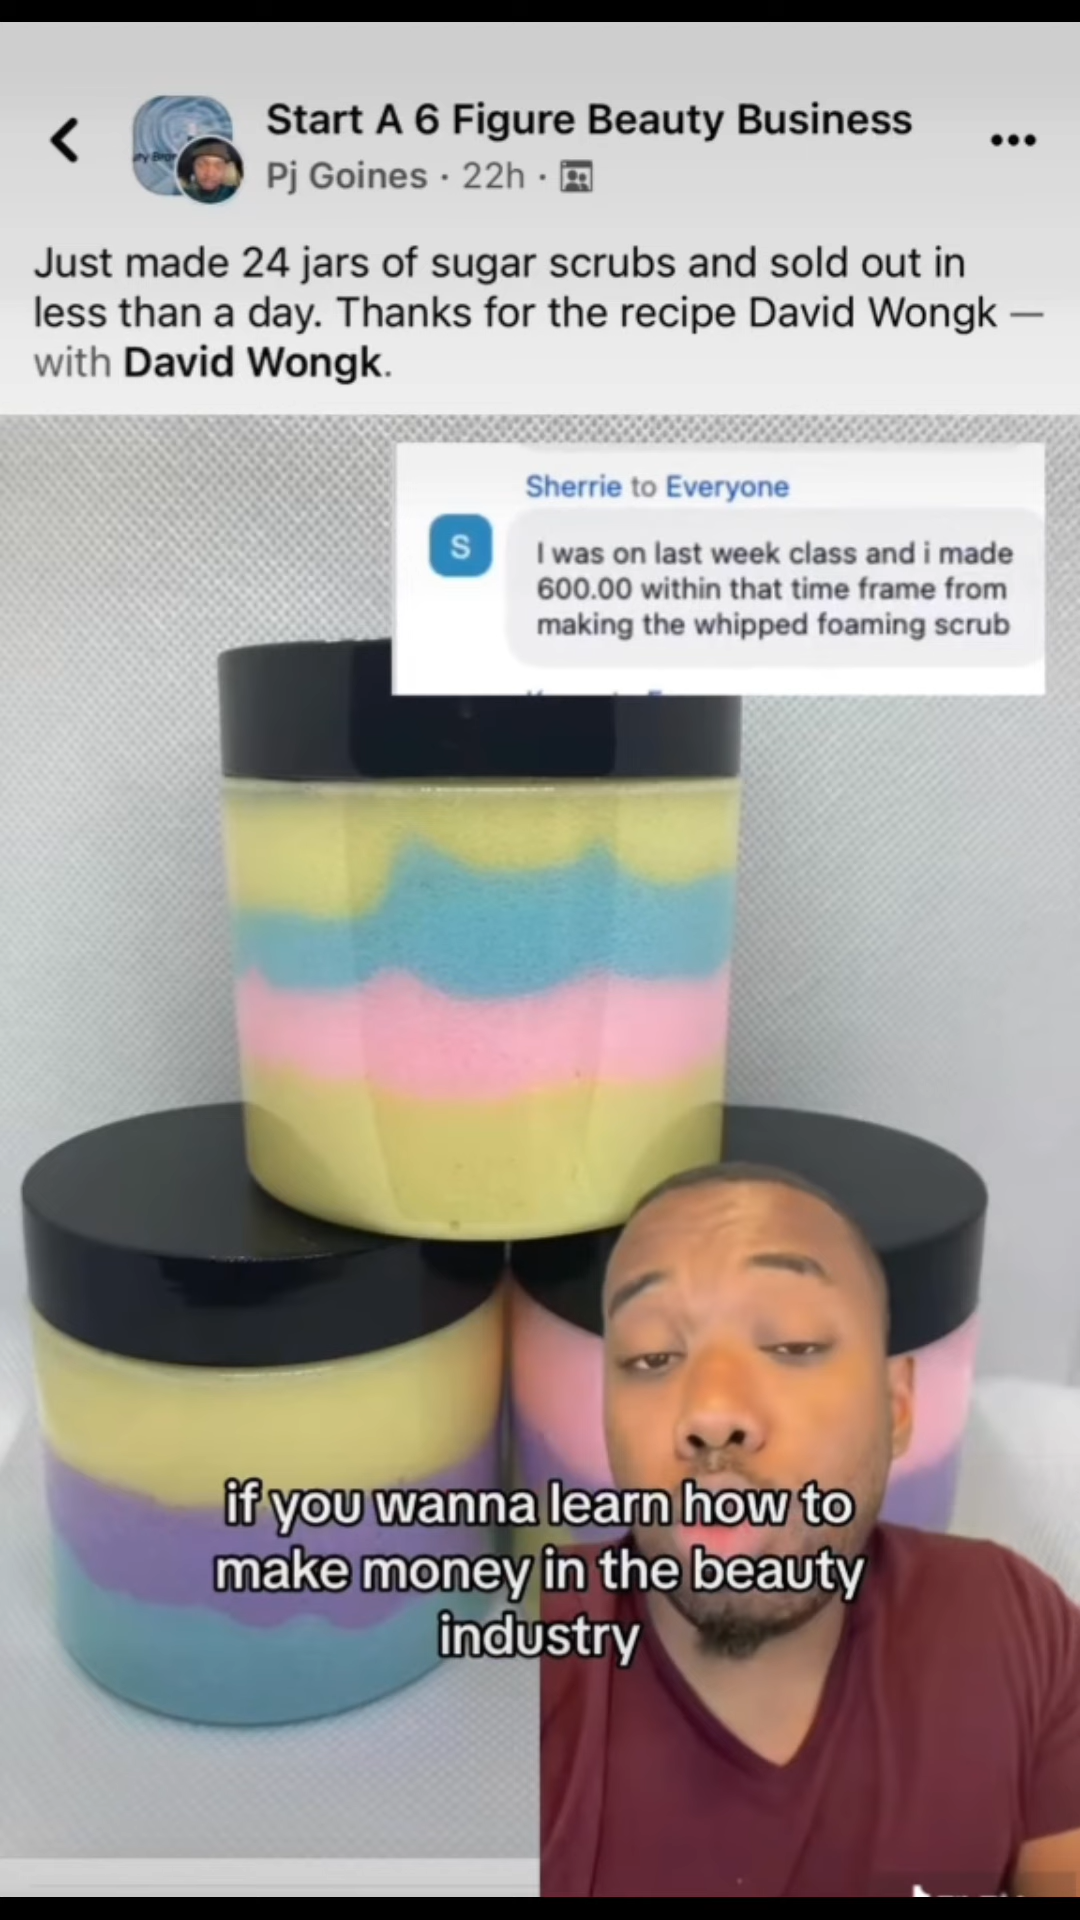 Start A 6 Figure Beauty Business
Pj Goines · 22h ·
Just made 24 jars of sugar scrubs and sold out in
less than a day. Thanks for the recipe David Wongk —
with David Wongk.
Sherrie to Everyone
S
I was on last week class and i made
600.00 within that time frame from
making the whipped foaming scrub
if you wanna learn how to
make money in the beauty
industry